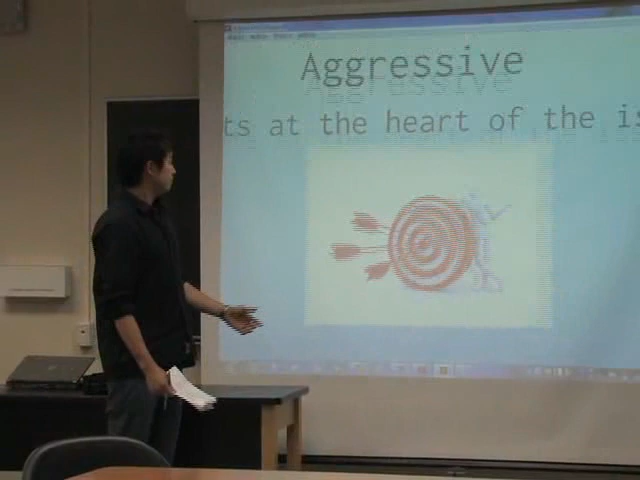 Aggressive
ts at the heart of the is